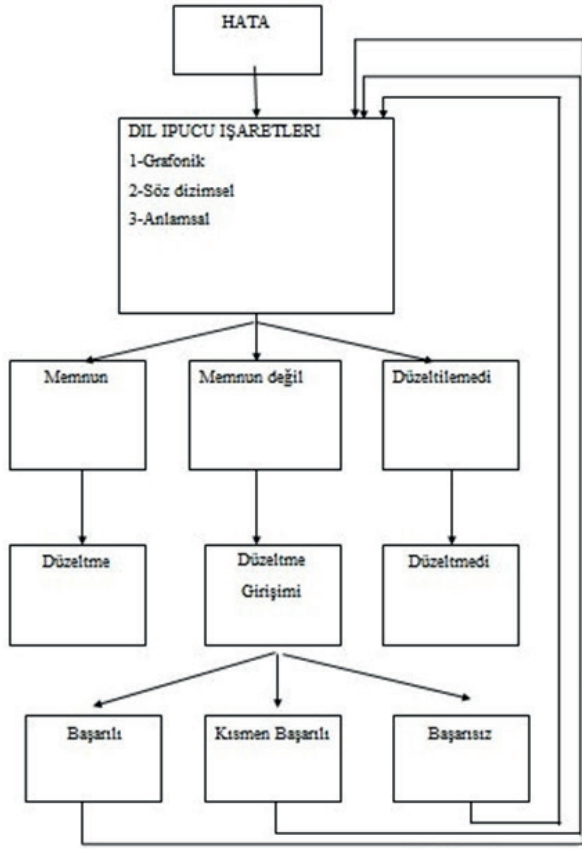 HATA
DIL IPUCU IŞARETLERI
1-Grafonik
2-Söz dizimsel
3-Anlamsal
Memnun
Memnun değil
Düzeltilemedi
Düzeltme
Düzeltme
Girişimi
Düzeltmedi
Başarılı
Kısmen Başarılı
Başarısız